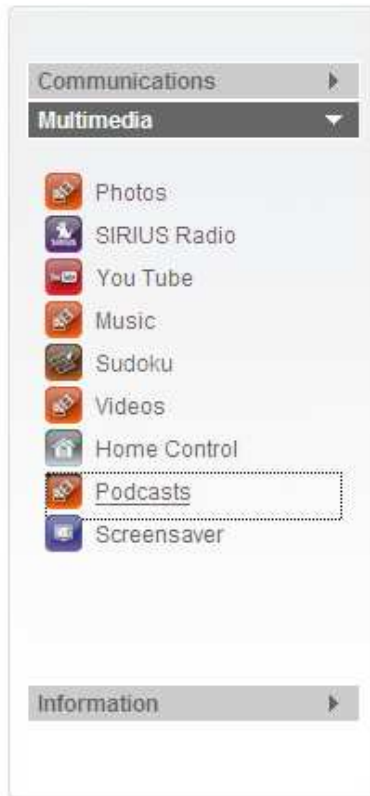 Communications
Multimedia
Photos
SIRIUS Radio
You Tube
Music
Sudoku
Videos
Home Control
Podcasts
Screensaver
Information